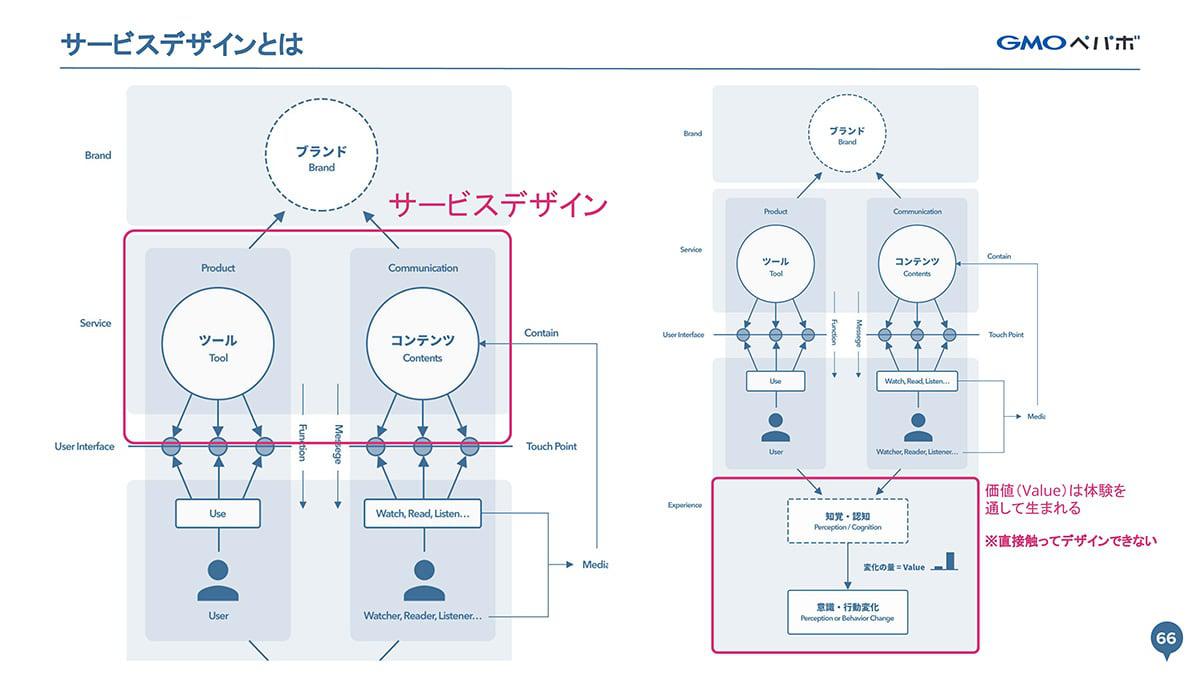 サービスデザインとは
GMOペパボ
Brand
ブランド
Brand
サービスデザイン
Product
Communication
Service
ツール
Tool
コンテンツ
Contents
Contain
Function
Messege
User Interface
Touch Point
Use
Watch, Read, Listen...
Media
User
Watcher, Reader, Listener...
Brand
ブランド
Brand
Product
Communication
Service
ツール
Tool
コンテンツ
Contents
Contain
User Interface
Function
Messege
Touch Point
Use
Watch, Read, Listen...
Media
User
Watcher, Reader, Listener...
Experience
知覚・認知
Perception / Cognition
変化の量 = Value
意識・行動変化
Perception or Behavior Change
価値（Value）は体験を
通して生まれる
※直接触ってデザインできない
66